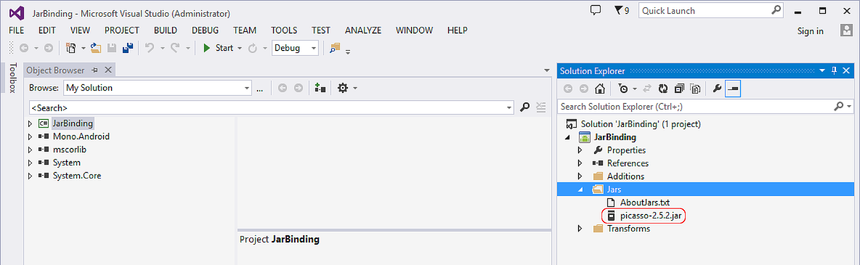 JarBinding - Microsoft Visual Studio (Administrator)
9
Quick Launch
FILE EDIT VIEW PROJECT BUILD DEBUG TEAM TOOLS TEST ANALYZE WINDOW HELP
Sign in
Start
Debug
Toolbox
Object Browser
Browse: My Solution
...
<Search>
JarBinding
Mono.Android
mscorlib
System
System.Core
Project JarBinding
Solution Explorer
Search Solution Explorer (Ctrl+;)
Solution 'JarBinding' (1 project)
JarBinding
Properties
References
Additions
Jars
AboutJars.txt
picasso-2.5.2.jar
Transforms